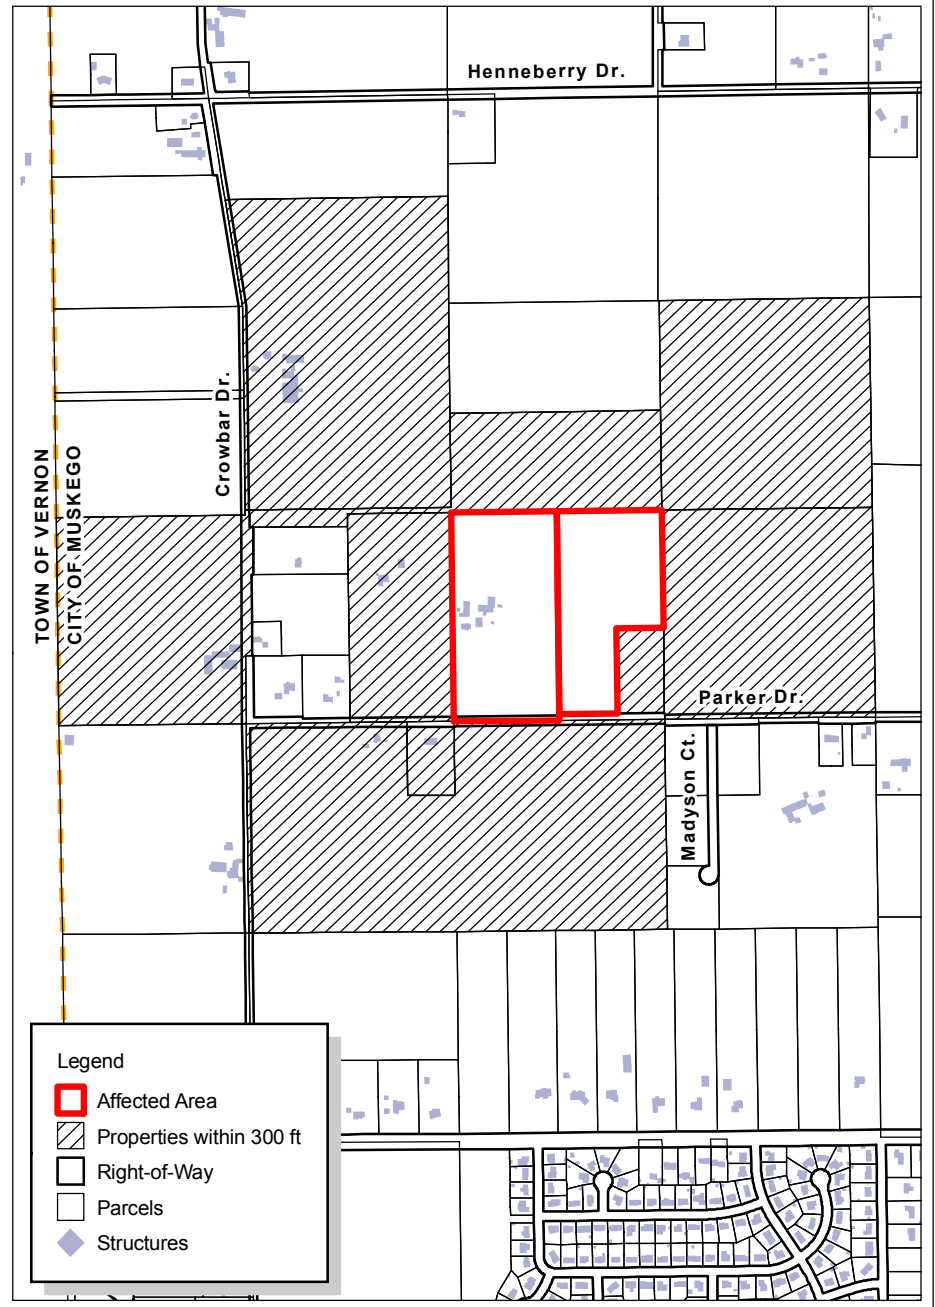 Henneberry Dr.
Crowbar Dr.
TOWN OF VERNON
CITY OF MUSKEGO
Parker Dr.
Madyson Ct.
Legend
Affected Area
Properties within 300 ft
Right-of-Way
Parcels
Structures